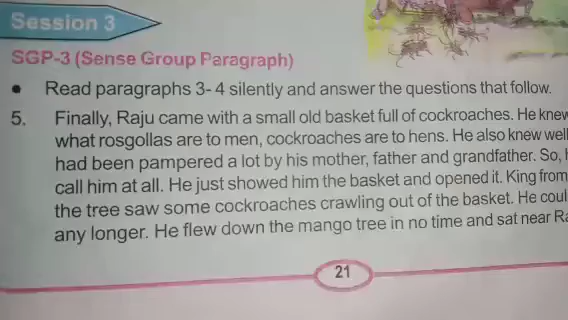 Session 3
SGP-3 (Sense Group Paragraph)
• Read paragraphs 3- 4 silently and answer the questions that follow.
5. Finally, Raju came with a small old basket full of cockroaches. He knew
what rosgollas are to men, cockroaches are to hens. He also knew well
had been pampered a lot by his mother, father and grandfather. So,
call him at all. He just showed him the basket and opened it. King from
the tree saw some cockroaches crawling out of the basket. He coul
any longer. He flew down the mango tree in no time and sat near Ra
21